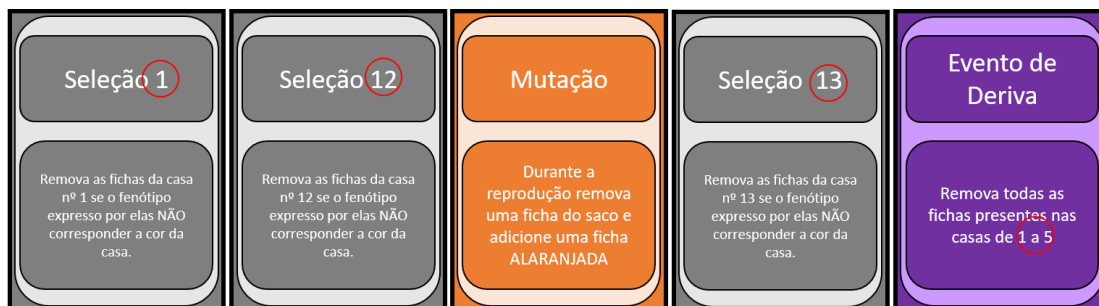 Seleção 1
Remova as fichas da casa
nº 1 se o fenótipo
expresso por elas NÃO
corresponder a cor da
casa.
Seleção 12
Remova as fichas da casa
nº 12 se o fenótipo
expresso por elas NÃO
corresponder a cor da
casa.
Mutação
Durante a
reprodução remova
uma ficha do saco e
adicione uma ficha
ALARANJADA
Seleção 13
Remova as fichas da casa
nº 13 se o fenótipo
expresso por elas NÃO
corresponder a cor da
casa.
Evento de
Deriva
Remova todas as
fichas presentes nas
casas de 1 a 5